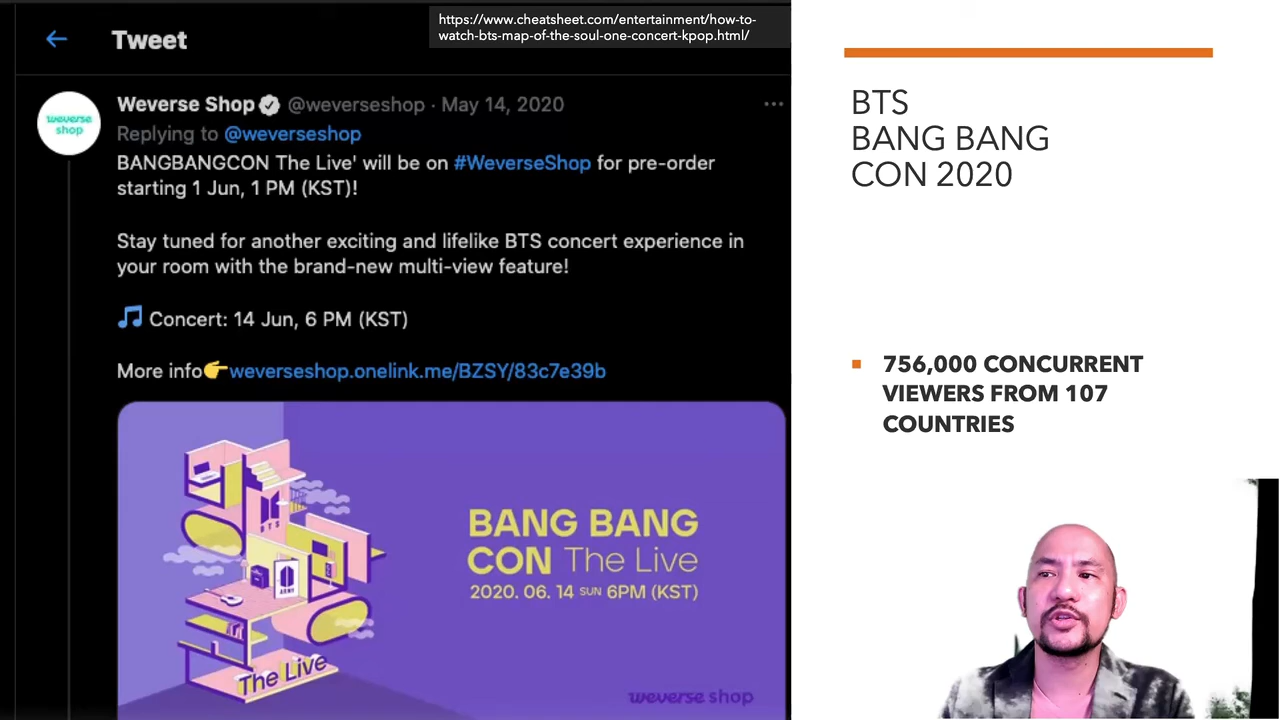 https://www.cheatsheet.com/entertainment/how-to-
watch-bts-map-of-the-soul-one-concert-kpop.html/
Tweet
weverse
shop
Weverse Shop @weverseshop · May 14, 2020
Replying to @weverseshop
BANGBANGCON The Live' will be on #WeverseShop for pre-order
starting 1 Jun, 1 PM (KST)!
Stay tuned for another exciting and lifelike BTS concert experience in
your room with the brand-new multi-view feature!
🎵 Concert: 14 Jun, 6 PM (KST)
More info👉weverseshop.onelink.me/BZSY/83c7e39b
BTS
ARMY
The Live
BANG BANG
CON The Live
2020. 06. 14 SUN 6PM (KST)
weverse shop
BTS
BANG BANG
CON 2020
756,000 CONCURRENT
VIEWERS FROM 107
COUNTRIES